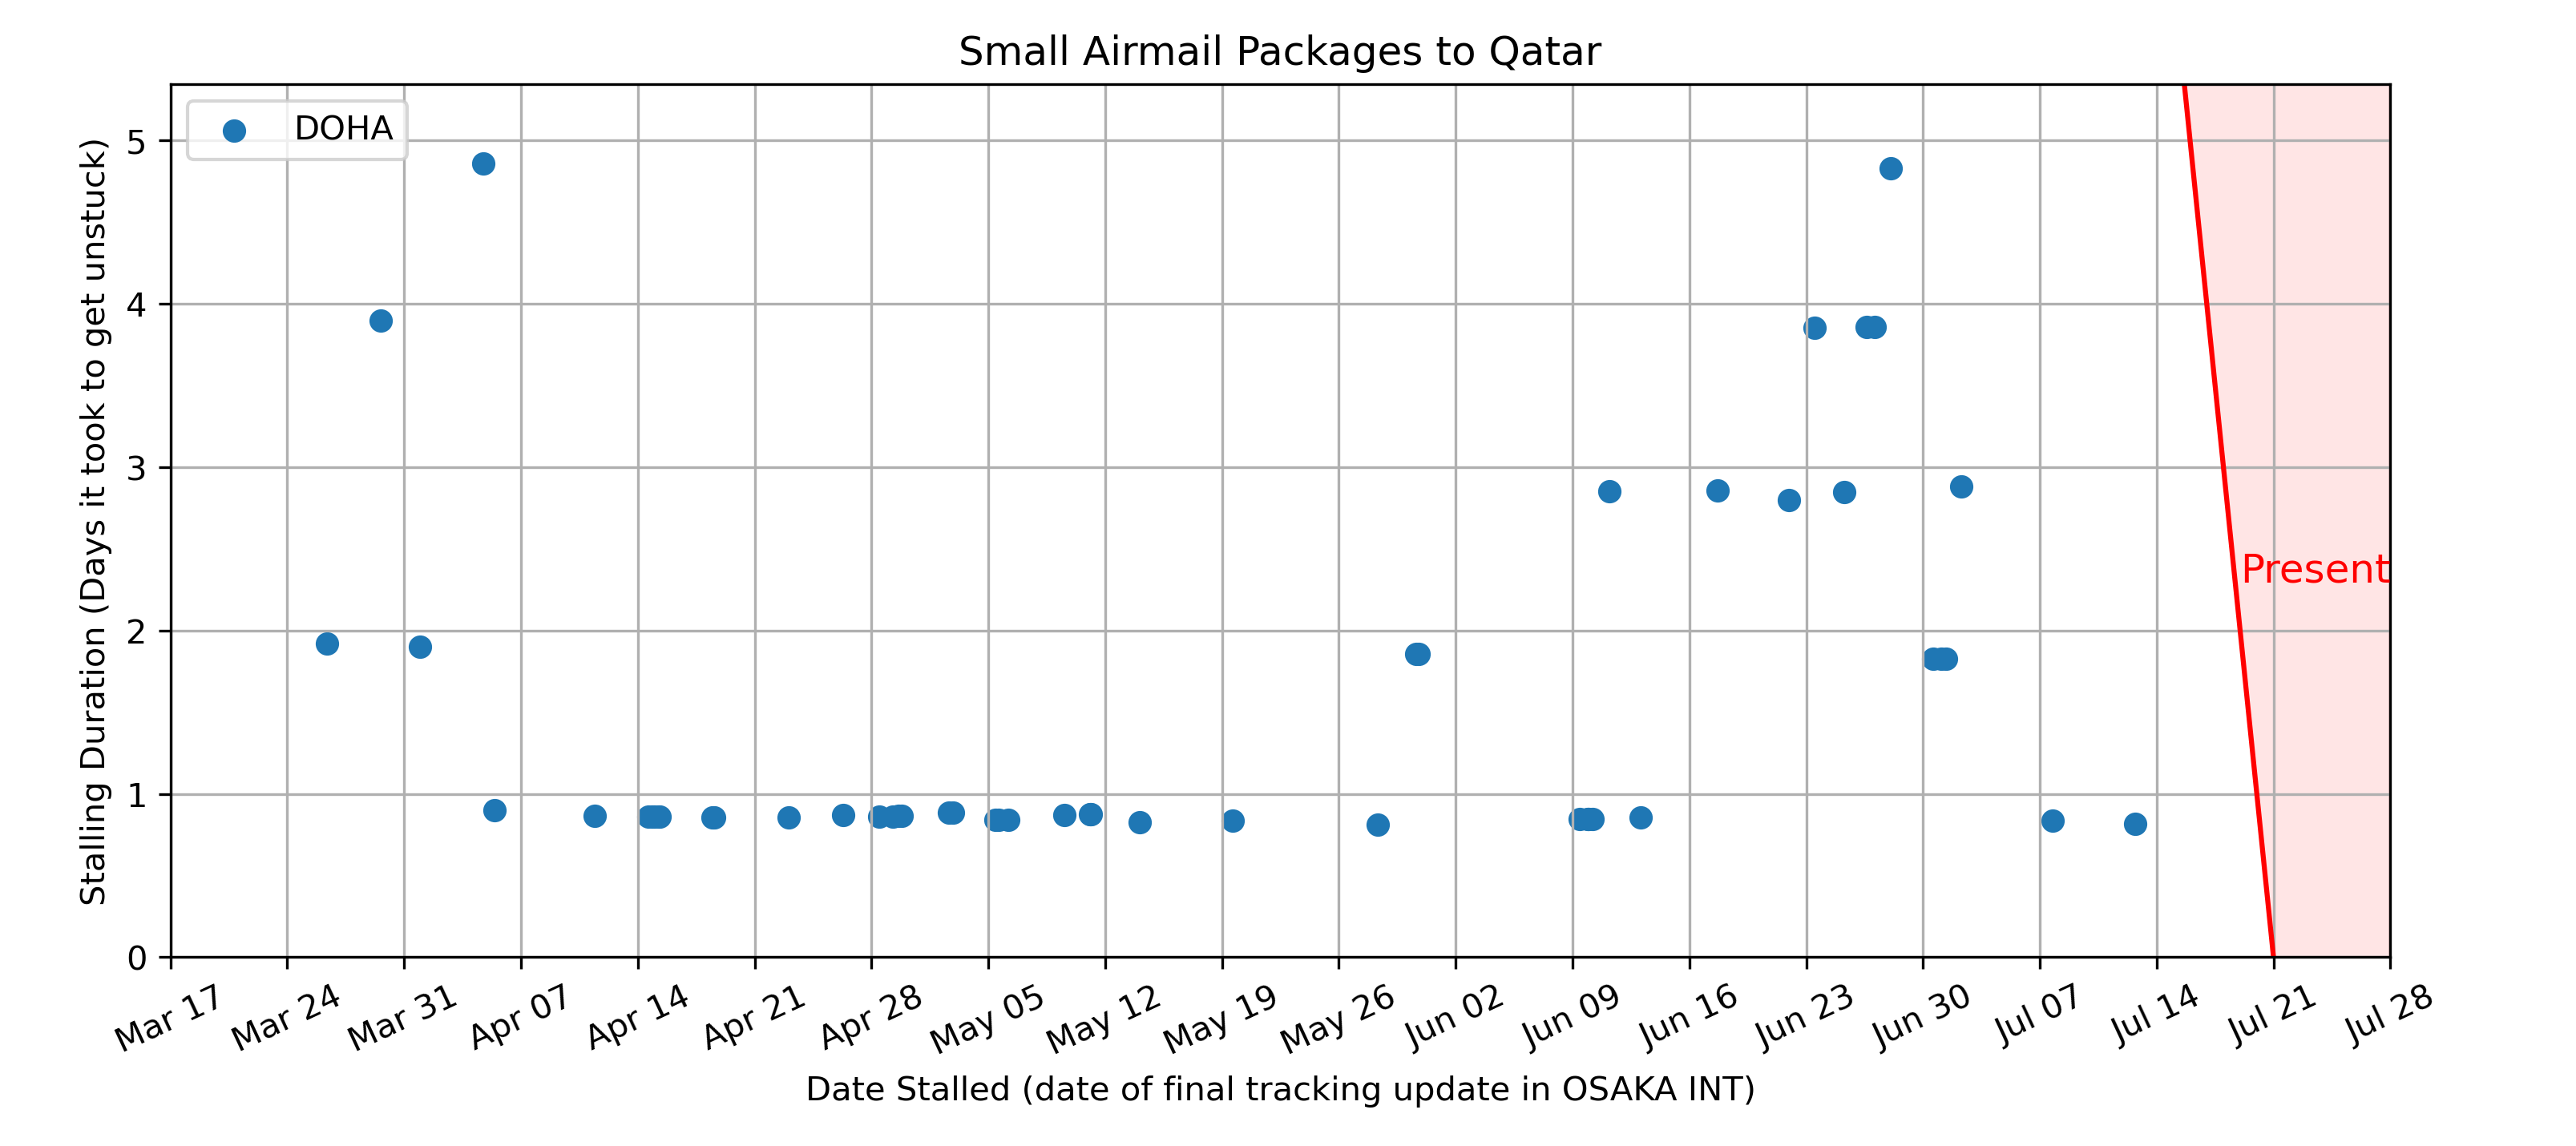 Small Airmail Packages to Qatar
DOHA
Stalling Duration (Days it took to get unstuck)
5
4
3
2
1
0
Present
Mar 17
Mar 24
Mar 31
Apr 07
Apr 14
Apr 21
Apr 28
May 05
May 12
May 19
May 26
Jun 02
Jun 09
Jun 16
Jun 23
Jun 30
Jul 07
Jul 14
Jul 21
Jul 28
Date Stalled (date of final tracking update in OSAKA INT)